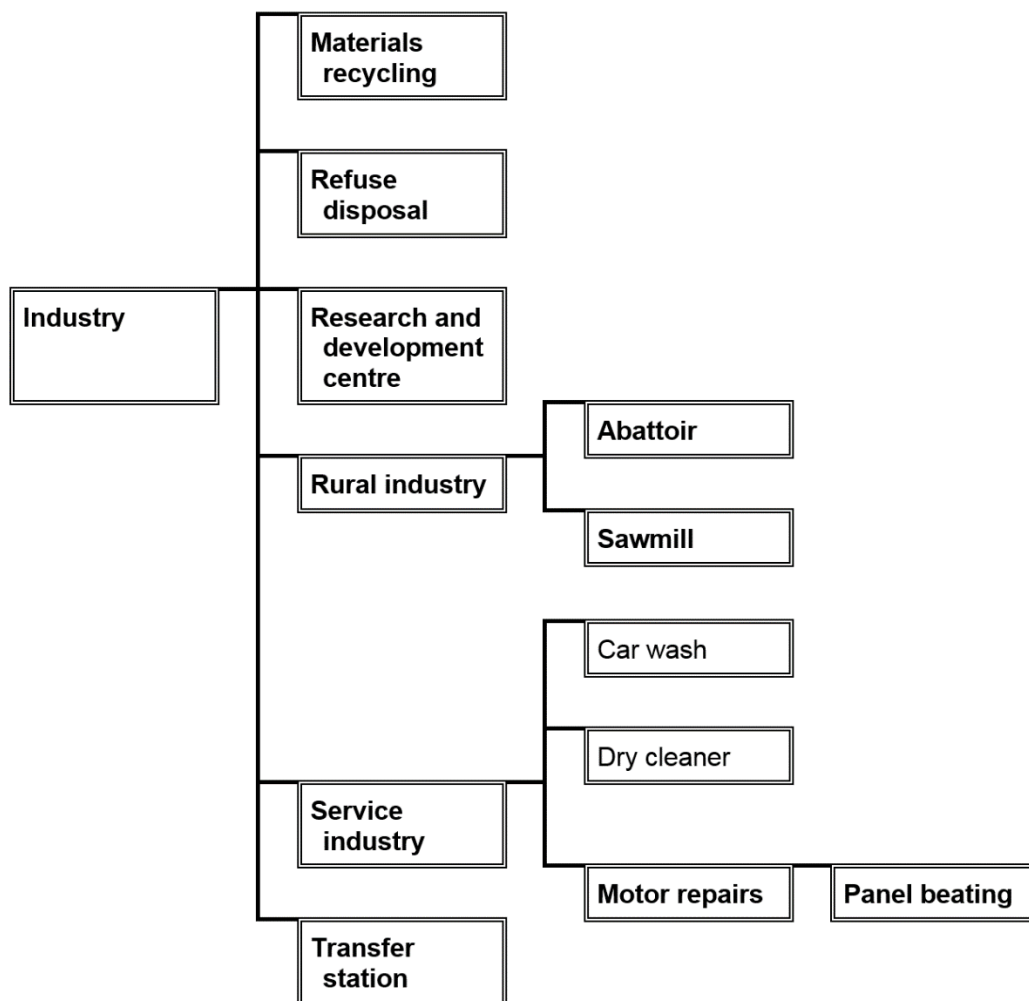 Materials
recycling
Refuse
disposal
Industry
Research and
development
centre
Abattoir
Rural industry
Sawmill
Car wash
Dry cleaner
Service
industry
Motor repairs
Panel beating
Transfer
station